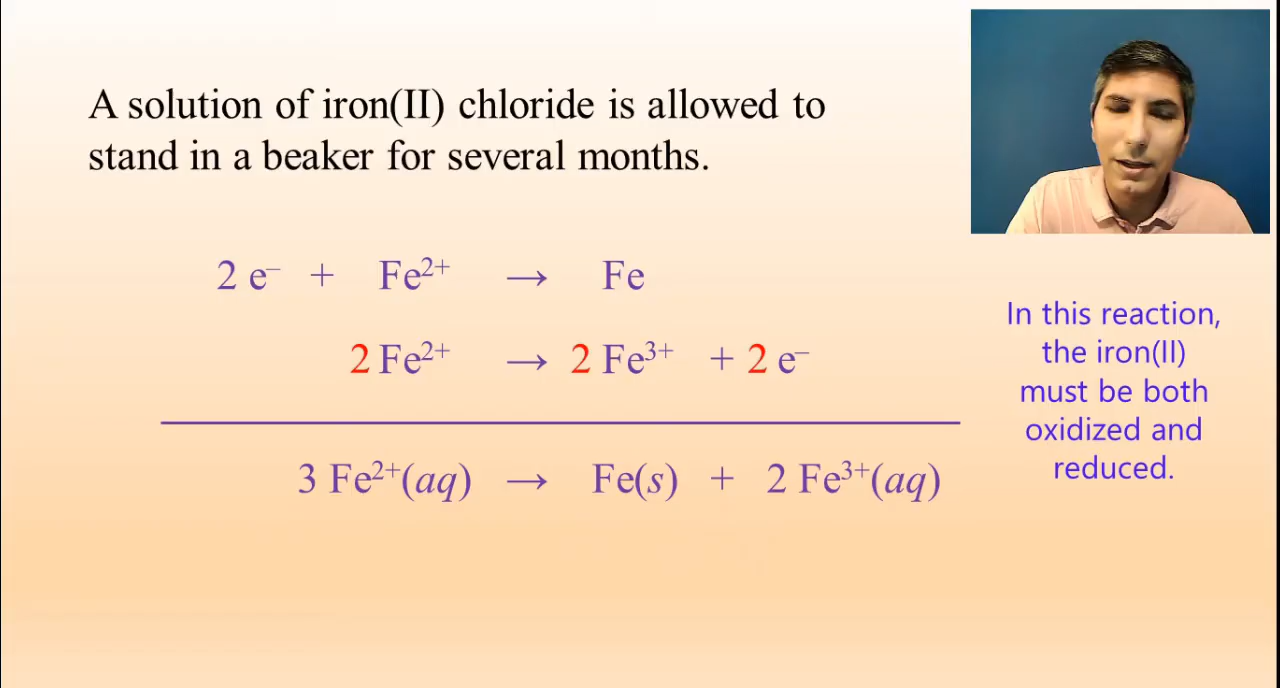 A solution of iron(II) chloride is allowed to
stand in a beaker for several months.
2 e⁻ + Fe²⁺ → Fe
2 Fe²⁺ → 2 Fe³⁺ + 2 e⁻
3 Fe²⁺(aq) → Fe(s) + 2 Fe³⁺(aq)
In this reaction,
the iron(II)
must be both
oxidized and
reduced.